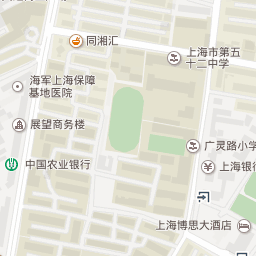 同湘汇
上海市第五
十二中学
海军上海保障
基地医院
展望商务楼
广灵路小学
中国农业银行
上海银行
上海博思大酒店